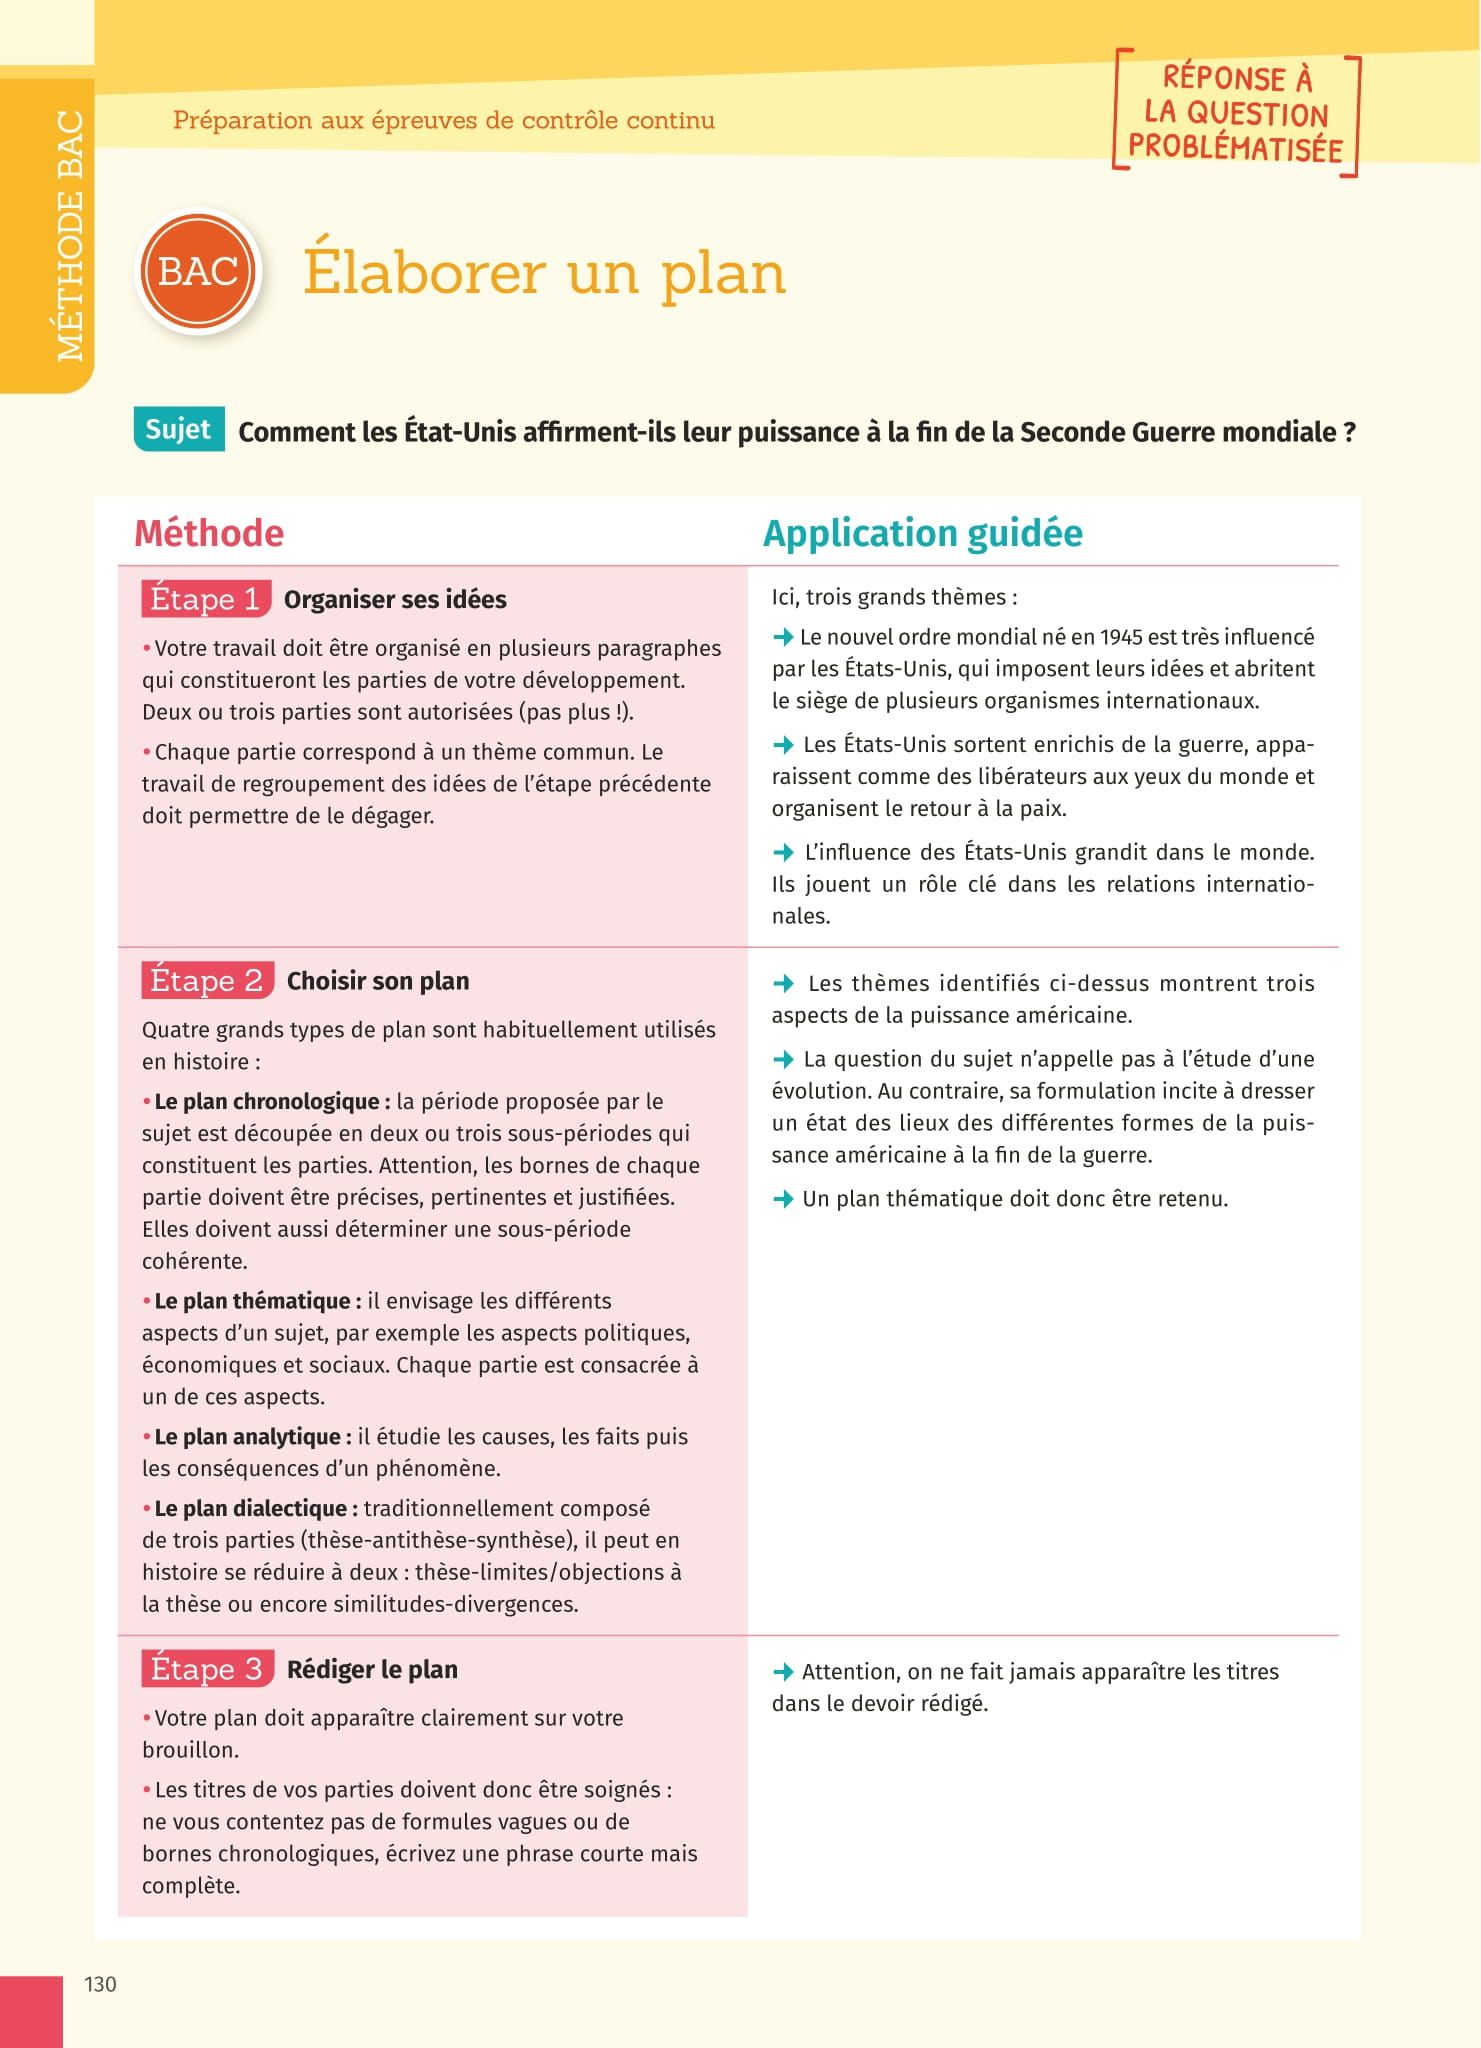 MÉTHODE BAC
Préparation aux épreuves de contrôle continu
RÉPONSE À
LA QUESTION
PROBLÉMATISÉE
BAC
Élaborer un plan
Sujet Comment les État-Unis affirment-ils leur puissance à la fin de la Seconde Guerre mondiale ?
Méthode
Étape 1 Organiser ses idées
• Votre travail doit être organisé en plusieurs paragraphes
qui constitueront les parties de votre développement.
Deux ou trois parties sont autorisées (pas plus !).
• Chaque partie correspond à un thème commun. Le
travail de regroupement des idées de l’étape précédente
doit permettre de le dégager.
Application guidée
Ici, trois grands thèmes :
➔ Le nouvel ordre mondial né en 1945 est très influencé
par les États-Unis, qui imposent leurs idées et abritent
le siège de plusieurs organismes internationaux.
➔ Les États-Unis sortent enrichis de la guerre, appa-
raissent comme des libérateurs aux yeux du monde et
organisent le retour à la paix.
➔ L’influence des États-Unis grandit dans le monde.
Ils jouent un rôle clé dans les relations internatio-
nales.
Étape 2 Choisir son plan
Quatre grands types de plan sont habituellement utilisés
en histoire :
• Le plan chronologique : la période proposée par le
sujet est découpée en deux ou trois sous-périodes qui
constituent les parties. Attention, les bornes de chaque
partie doivent être précises, pertinentes et justifiées.
Elles doivent aussi déterminer une sous-période
cohérente.
• Le plan thématique : il envisage les différents
aspects d’un sujet, par exemple les aspects politiques,
économiques et sociaux. Chaque partie est consacrée à
un de ces aspects.
• Le plan analytique : il étudie les causes, les faits puis
les conséquences d’un phénomène.
• Le plan dialectique : traditionnellement composé
de trois parties (thèse-antithèse-synthèse), il peut en
histoire se réduire à deux : thèse-limites/objections à
la thèse ou encore similitudes-divergences.
➔ Les thèmes identifiés ci-dessus montrent trois
aspects de la puissance américaine.
➔ La question du sujet n’appelle pas à l’étude d’une
évolution. Au contraire, sa formulation incite à dresser
un état des lieux des différentes formes de la puis-
sance américaine à la fin de la guerre.
➔ Un plan thématique doit donc être retenu.
Étape 3 Rédiger le plan
• Votre plan doit apparaître clairement sur votre
brouillon.
• Les titres de vos parties doivent donc être soignés :
ne vous contentez pas de formules vagues ou de
bornes chronologiques, écrivez une phrase courte mais
complète.
➔ Attention, on ne fait jamais apparaître les titres
dans le devoir rédigé.
130